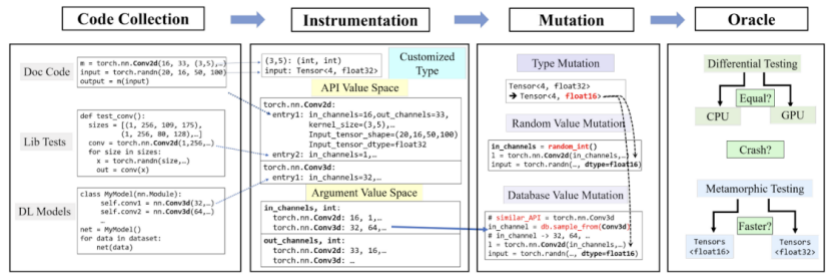 Code Collection
Instrumentation
Mutation
Oracle
Doc Code
m = torch.nn.Conv2d(16, 33, (3,5),…
input = torch.randn(20, 16, 50, 100)
output = m(input)
Lib Tests
def test_conv():
sizes = [(1, 256, 109, 175),
(1, 256, 80, 128),…]
conv = torch.nn.Conv2d(1,256,…)
for size in sizes:
x = torch.randn(size,…)
out = conv(x)
DL Models
class MyModel(nn.Module):
self.conv1 = nn.Conv3d(32,…)
self.conv2 = nn.Conv3d(64,…)
…
net = MyModel()
for data in dataset:
net(data)
(3,5): (int, int)
input: Tensor<4, float32>
Customized
Type
API Value Space
torch.nn.Conv2d:
entry1: in_channels=16,out_channels=33,
kernel_size=(3,5),…
Input_tensor_shape=(20,16,50,100)
Input_tensor_dtype=float32
entry2: in_channels=1,…
torch.nn.Conv3d:
entry1: in_channels=32,…
Argument Value Space
in_channels, int:
torch.nn.Conv2d: 16, 1,…
torch.nn.Conv3d: 32, 64,…
out_channels, int:
torch.nn.Conv2d: 33, 16,…
torch.nn.Conv3d: …
Type Mutation
Tensor<4, float32>
→ Tensor<4, float16>
Random Value Mutation
in_channels = random_int()
l = torch.nn.Conv2d(in_channels,…)
input = torch.randn(…, dtype=float16)
Database Value Mutation
# similar_API = torch.nn.Conv3d
in_channel = db.sample_from(Conv3d)
# in_channel -> 32, 64, …
l = torch.nn.Conv2d(in_channels,…)
input = torch.randn(…, dtype=float16)
Differential Testing
Equal?
CPU
GPU
Crash?
Metamorphic Testing
Faster?
Tensors
<float16>
Tensors
<float32>